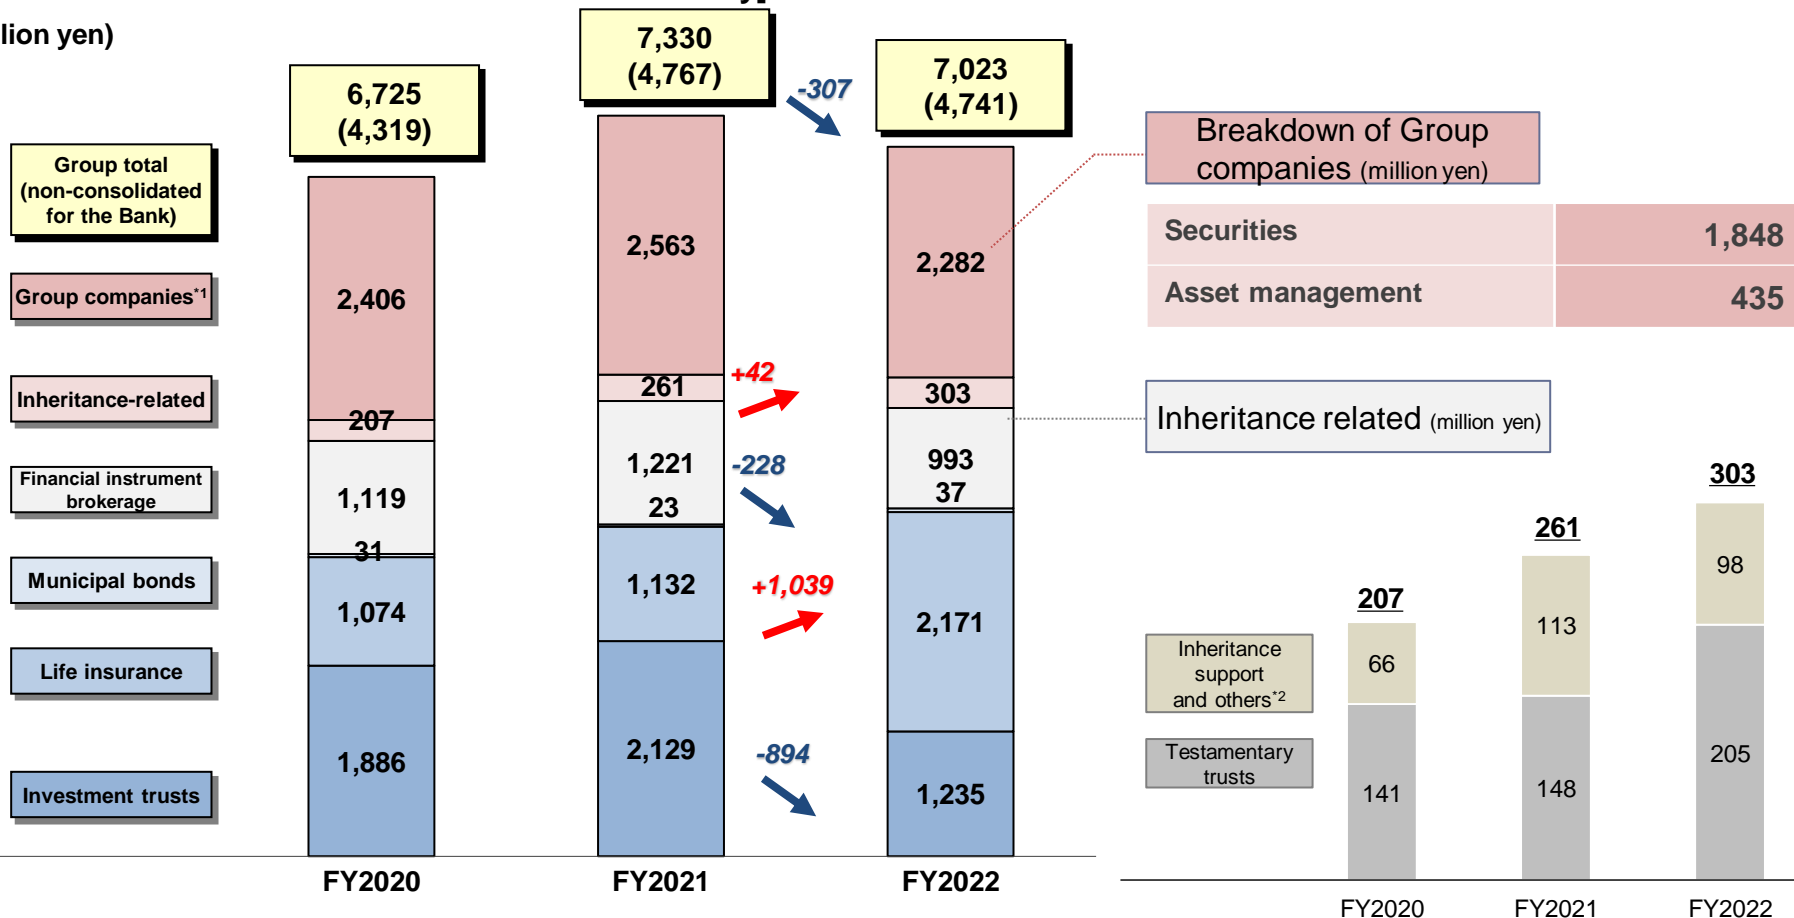 lion yen)
6,725
(4,319)
7,330
(4,767)
-307
7,023
(4,741)
Group total
(non-consolidated
for the Bank)
Group companies*1
Inheritance-related
Financial instrument
brokerage
Municipal bonds
Life insurance
Investment trusts
2,406
207
1,119
31
1,074
1,886
FY2020
2,563
261
1,221
23
1,132
2,129
FY2021
+42
-228
+1,039
-894
2,282
303
993
37
2,171
1,235
FY2022
Breakdown of Group
companies (million yen)
Securities 1,848
Asset management 435
Inheritance related (million yen)
Inheritance
support
and others*2
Testamentary
trusts
207
66
141
FY2020
261
113
148
FY2021
303
98
205
FY2022